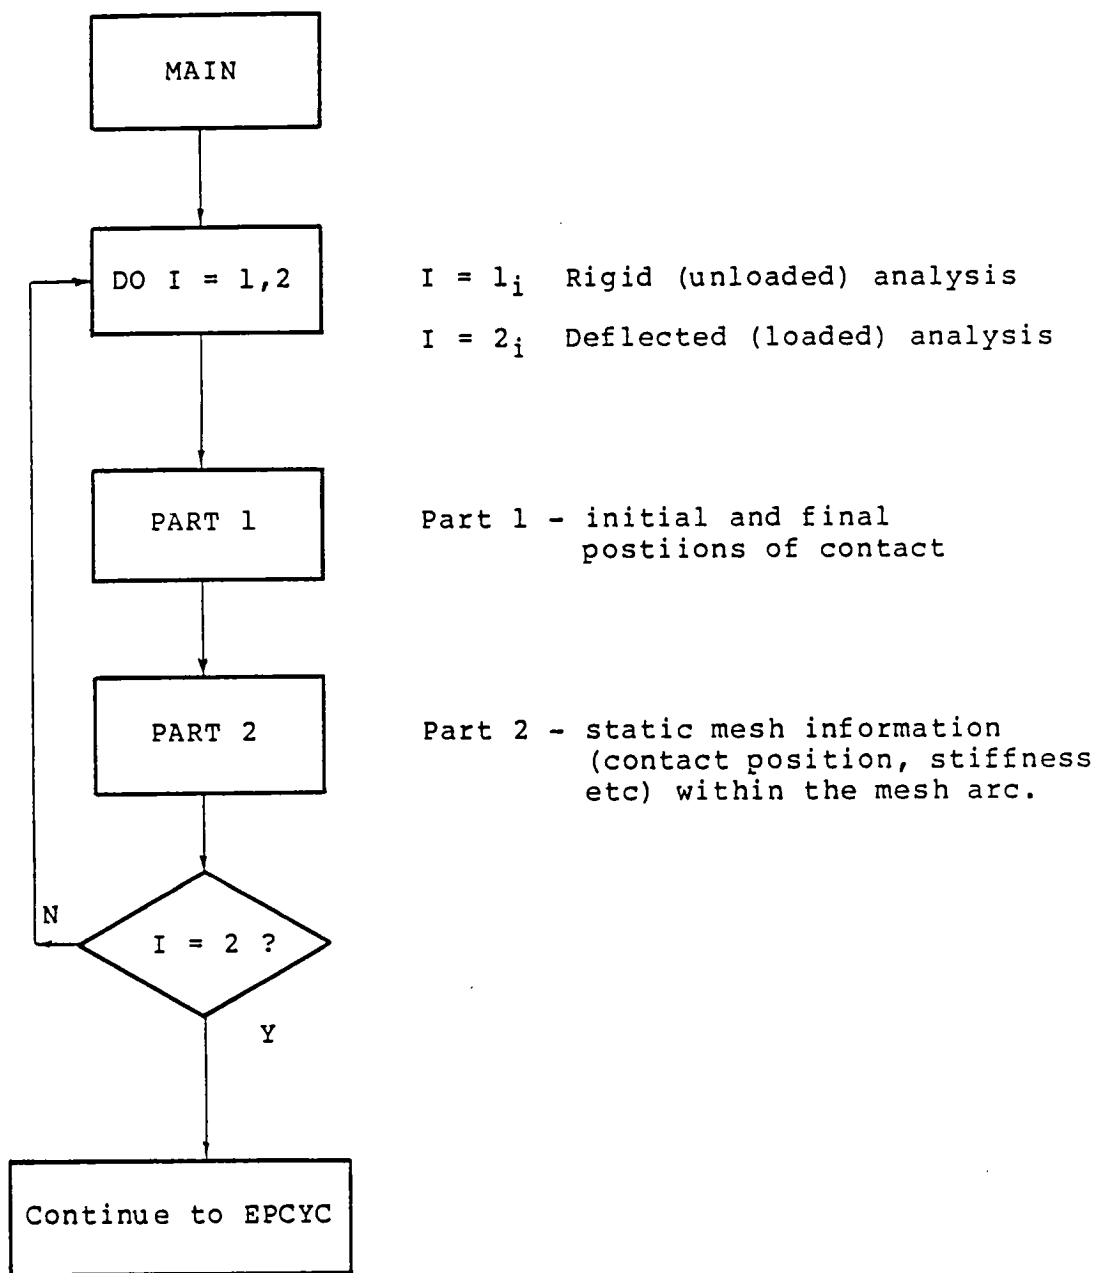 MAIN
DO I = 1,2
I = 1i Rigid (unloaded) analysis
I = 2i Deflected (loaded) analysis
PART 1
Part 1 - initial and final
postiions of contact
PART 2
Part 2 - static mesh information
(contact position, stiffness
etc) within the mesh arc.
N
I = 2 ?
Y
Continue to EPCYC